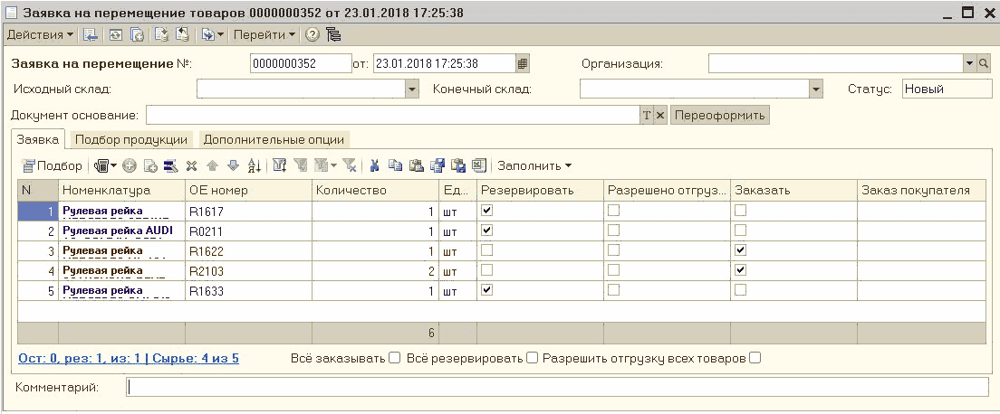 Заявка на перемещение товаров 0000000352 от 23.01.2018 17:25:38
Действия Перейти
Заявка на перемещение №: 0000000352 от: 23.01.2018 17:25:38 Организация:
Исходный склад: Конечный склад: Статус: Новый
Документ основание: T Переоформить
Заявка Подбор продукции Дополнительные опции
Подбор Заполнить
N Номенклатура ОЕ номер Количество Ед... Резервировать Разрешено отгруз... Заказать Заказ покупателя
1 Рулевая рейка R1617 1 шт
2 Рулевая рейка AUDI R0211 1 шт
3 Рулевая рейка R1622 1 шт
4 Рулевая рейка R2103 2 шт
5 Рулевая рейка R1633 1 шт
6
Ост: 0, рез: 1, из: 1 | Сырье: 4 из 5 Всё заказывать Всё резервировать Разрешить отгрузку всех товаров
Комментарий: